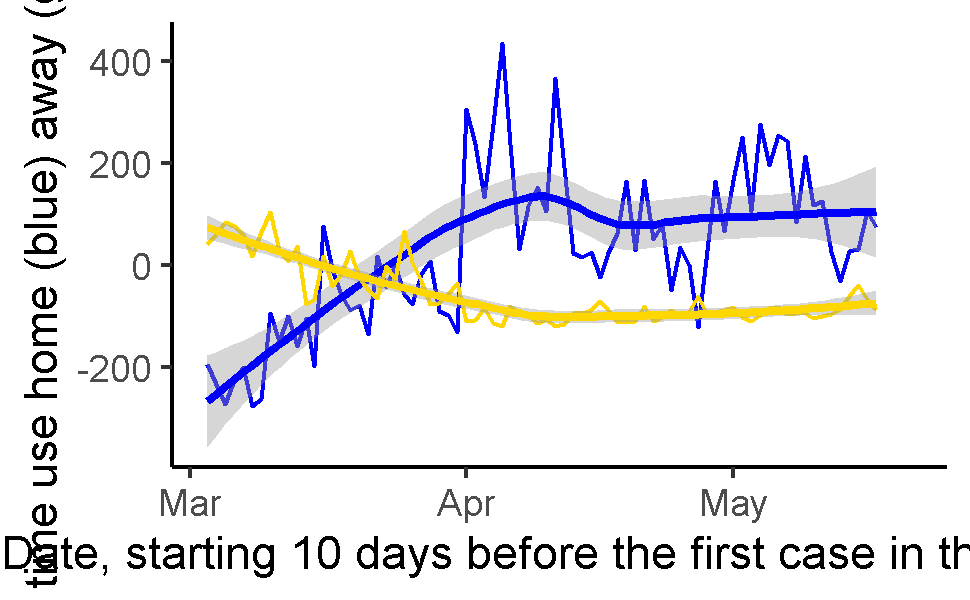 time use home (blue) away (
400
200
0
-200
Mar
Apr
May
Date, starting 10 days before the first case in th